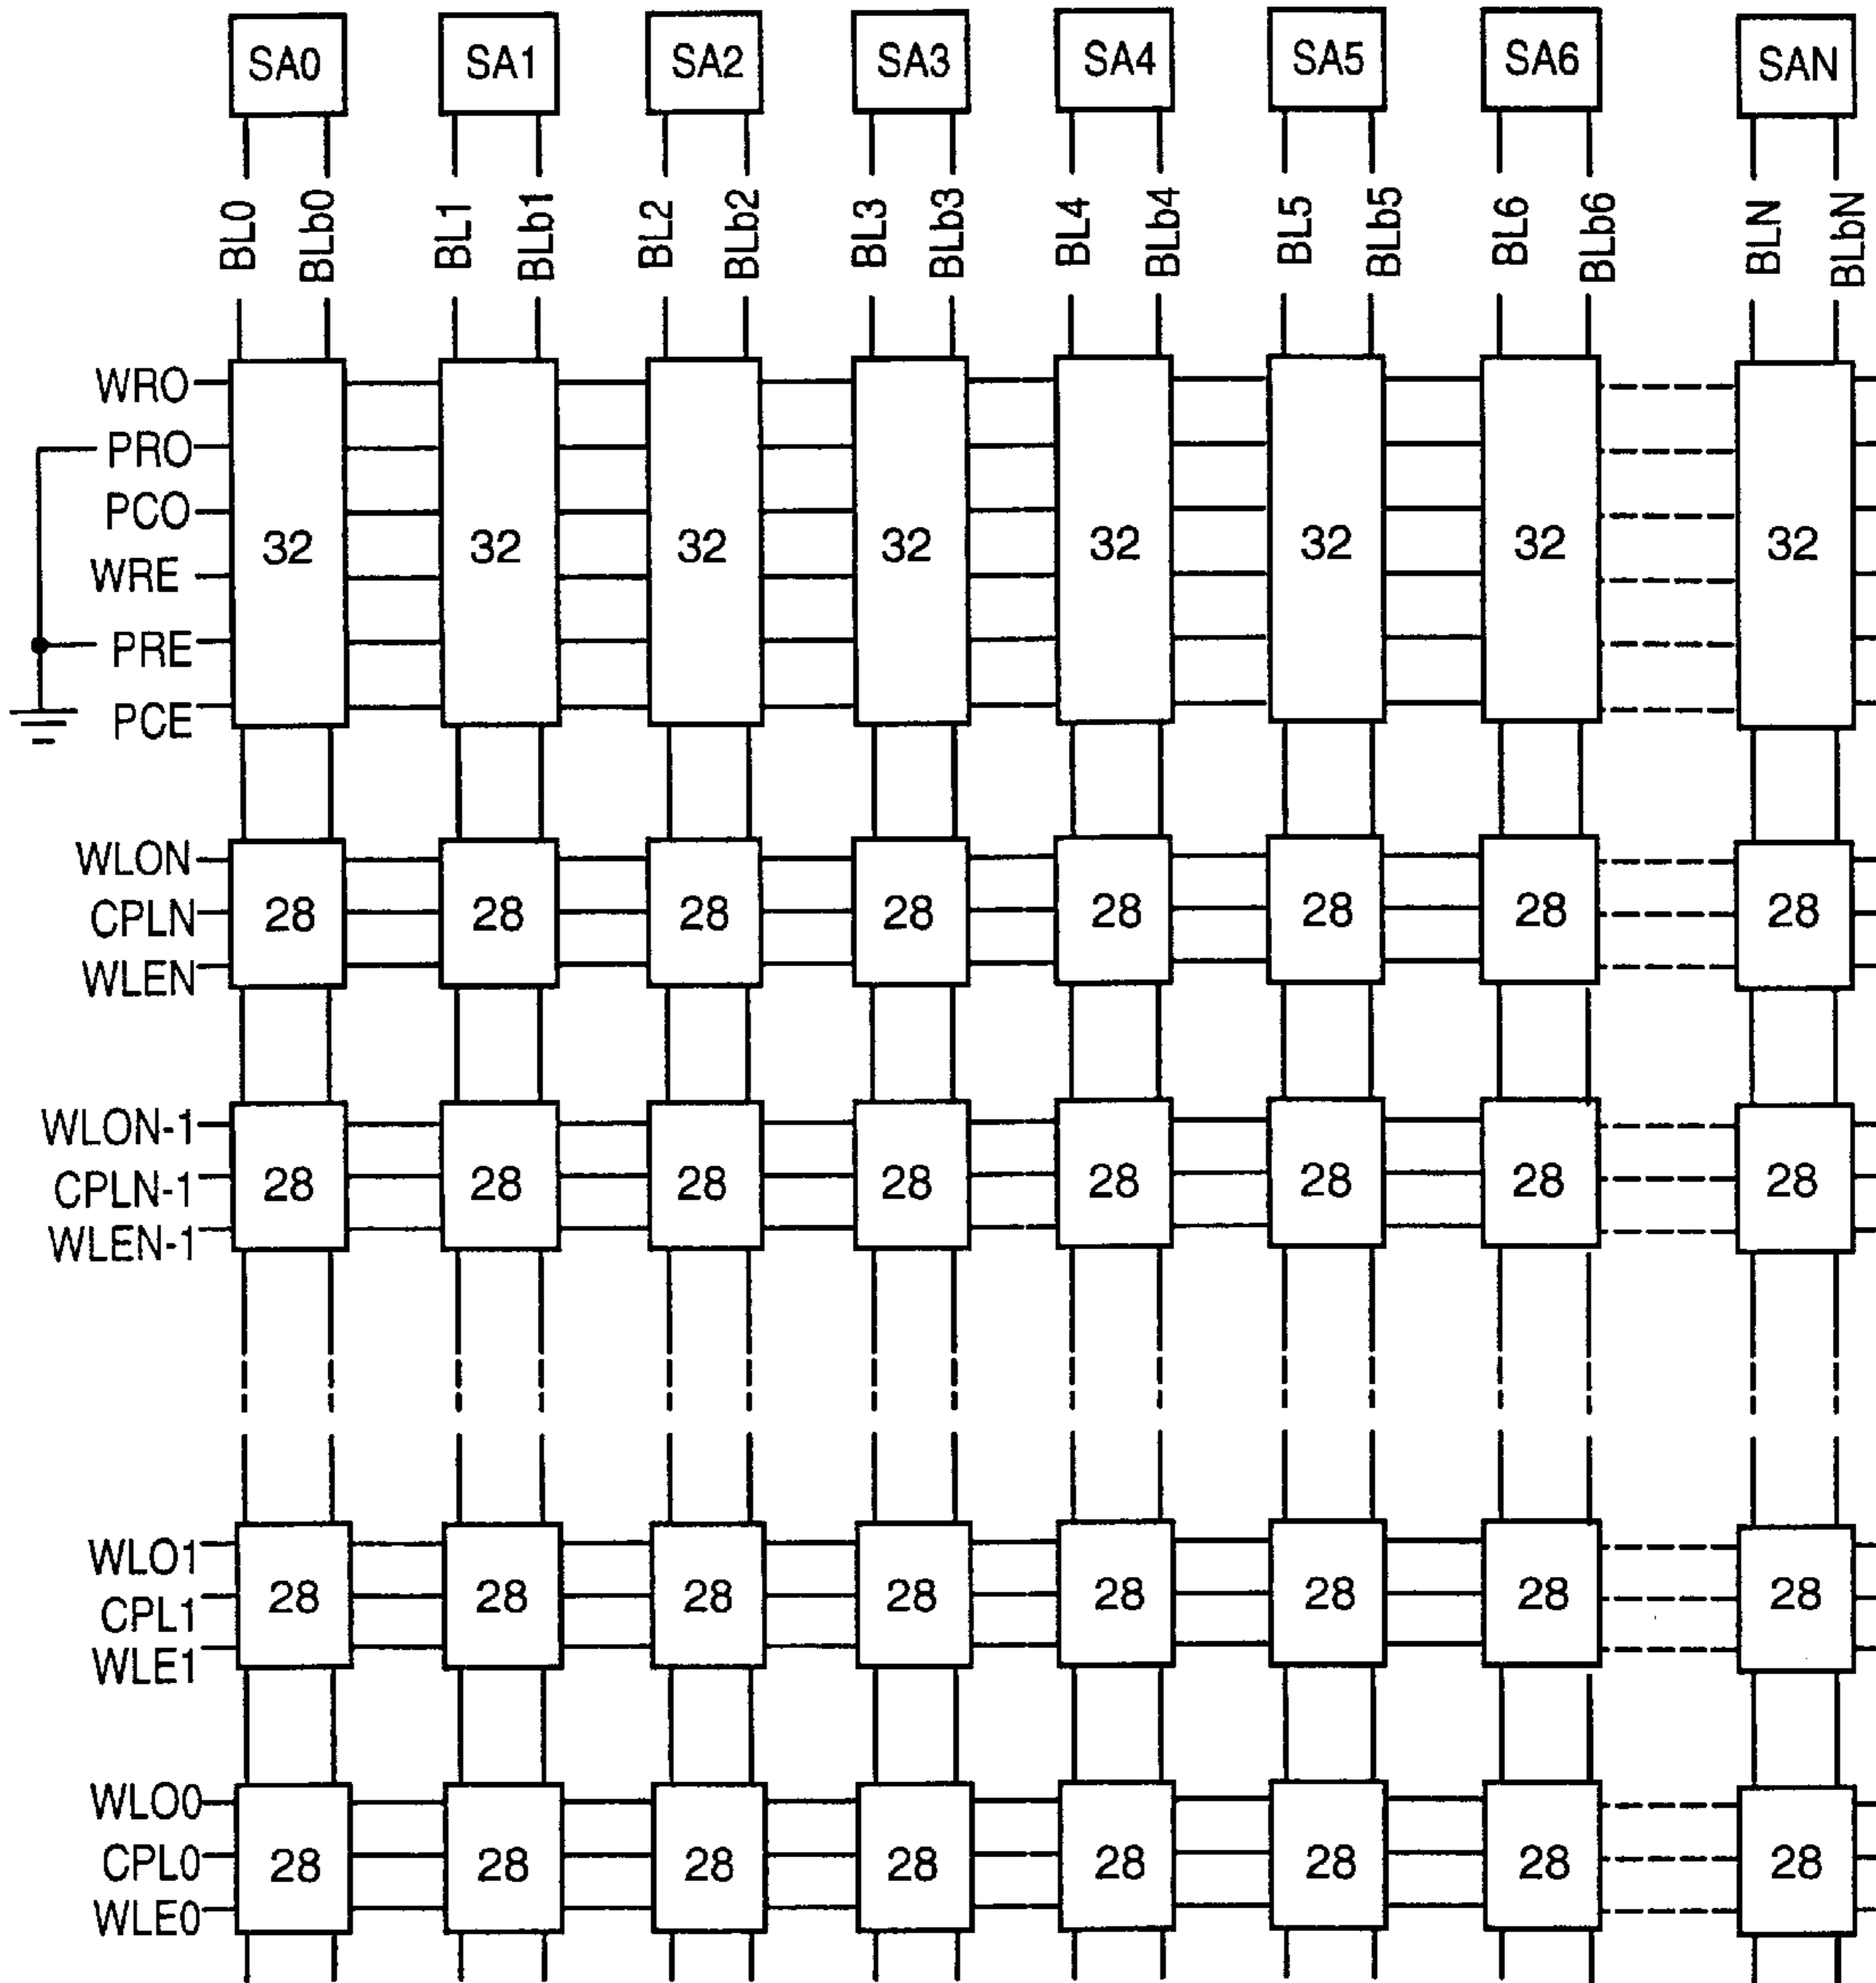 SA0 SA1 SA2 SA3 SA4 SA5 SA6 SAN
BL0 BLb0 BL1 BLb1 BL2 BLb2 BL3 BLb3 BL4 BLb4 BL5 BLb5 BL6 BLb6 BLN BLbN
WRO
PRO
PCO
32 32 32 32 32 32 32 32
WRE
PRE
PCE
WLON
CPLN 28 28 28 28 28 28 28 28
WLEN
WLON-1
CPLN-1 28 28 28 28 28 28 28 28
WLEN-1
WLO1
CPL1 28 28 28 28 28 28 28 28
WLE1
WLO0
CPL0 28 28 28 28 28 28 28 28
WLE0